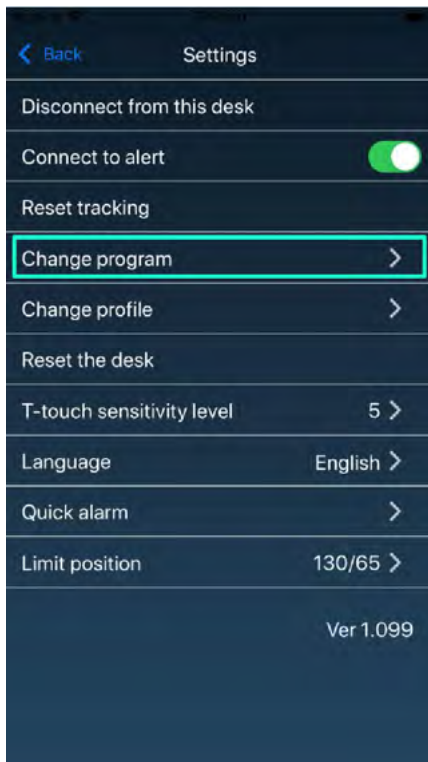 Back Settings
Disconnect from this desk
Connect to alert
Reset tracking
Change program
Change profile
Reset the desk
T-touch sensitivity level 5
Language English
Quick alarm
Limit position 130/65
Ver 1.099